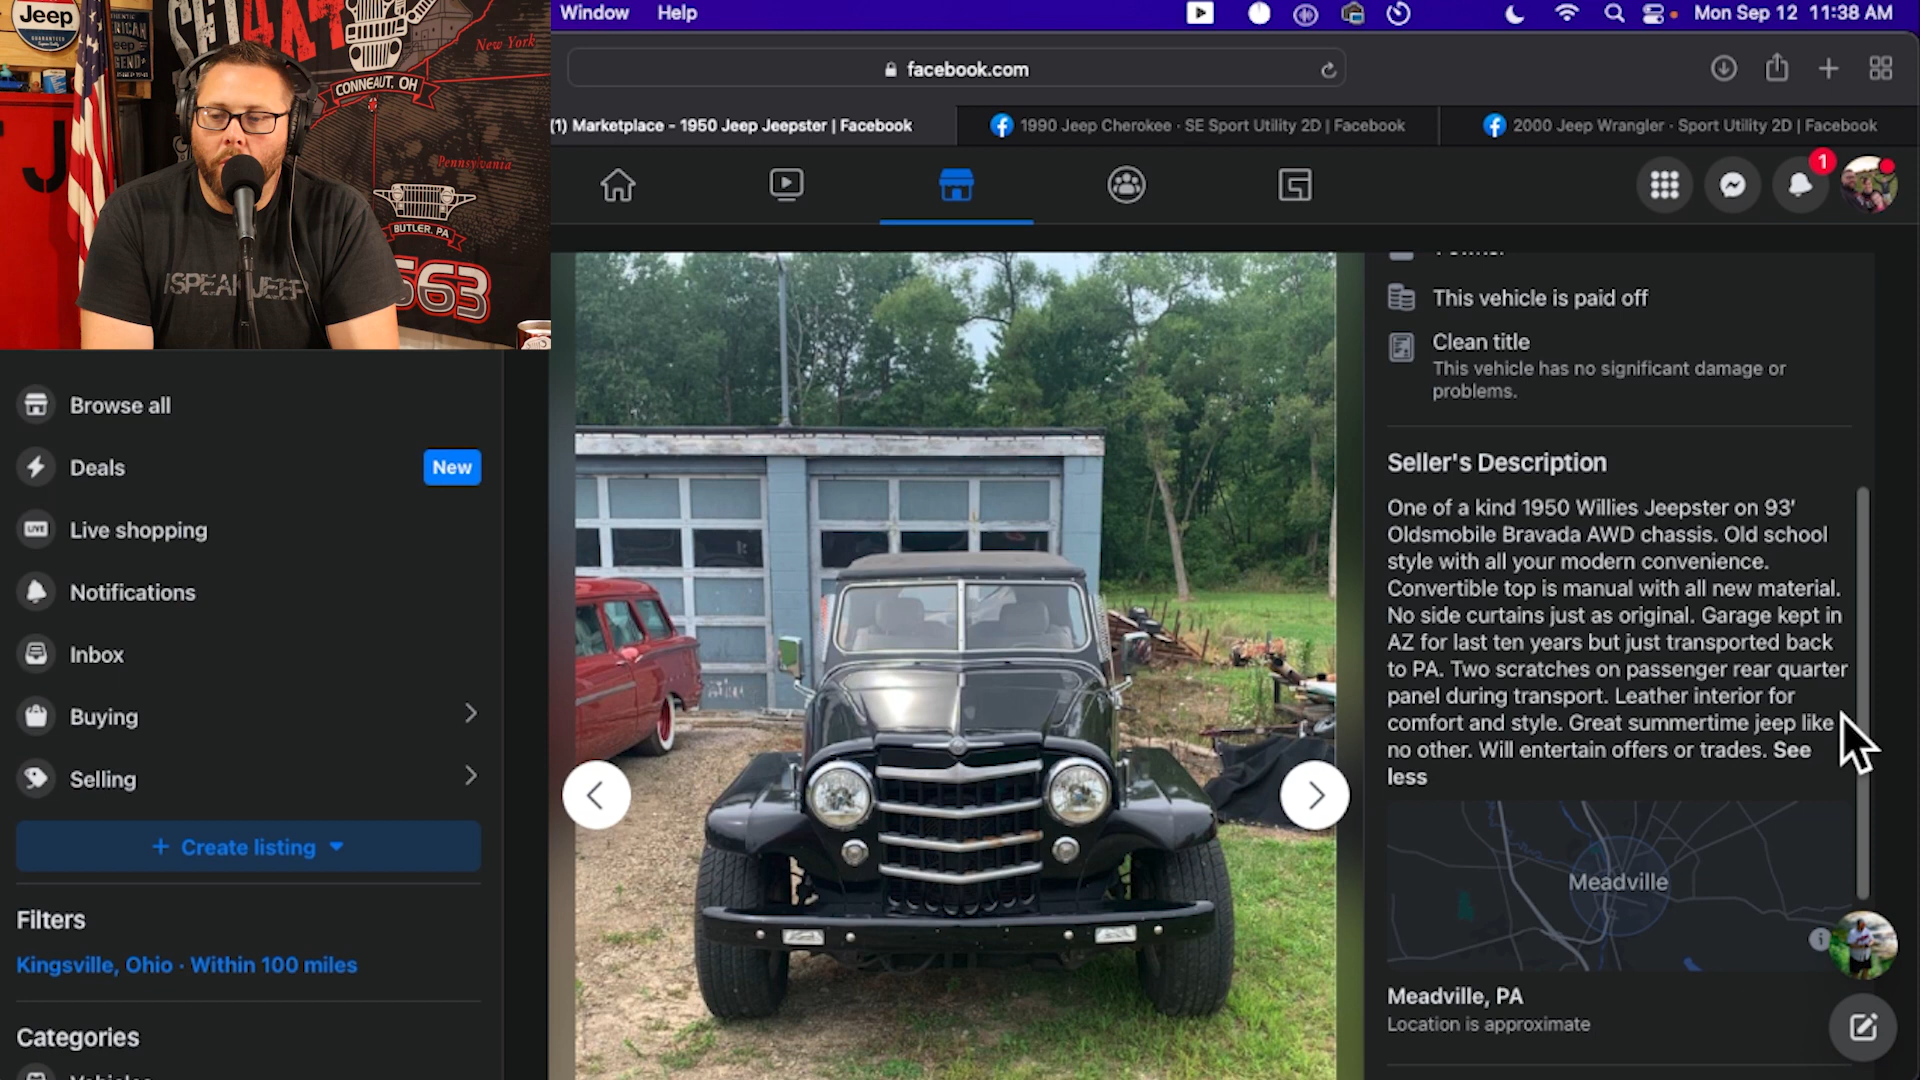 Window Help
Mon Sep 12 11:38 AM
facebook.com
(1) Marketplace - 1950 Jeep Jeepster | Facebook
1990 Jeep Cherokee · SE Sport Utility 2D | Facebook
2000 Jeep Wrangler · Sport Utility 2D | Facebook
1
Jeep
New York
CONNEAUT, OH
Pennsylvania
BUTLER, PA
563
I SPEAK JEEP
Browse all
Deals
New
LIVE
Live shopping
Notifications
Inbox
Buying
Selling
+ Create listing
Filters
Kingsville, Ohio · Within 100 miles
Categories
Vehicles
This vehicle is paid off
Clean title
This vehicle has no significant damage or
problems.
Seller's Description
One of a kind 1950 Willies Jeepster on 93'
Oldsmobile Bravada AWD chassis. Old school
style with all your modern convenience.
Convertible top is manual with all new material.
No side curtains just as original. Garage kept in
AZ for last ten years but just transported back
to PA. Two scratches on passenger rear quarter
panel during transport. Leather interior for
comfort and style. Great summertime jeep like
no other. Will entertain offers or trades. See
less
Meadville
Meadville, PA
Location is approximate